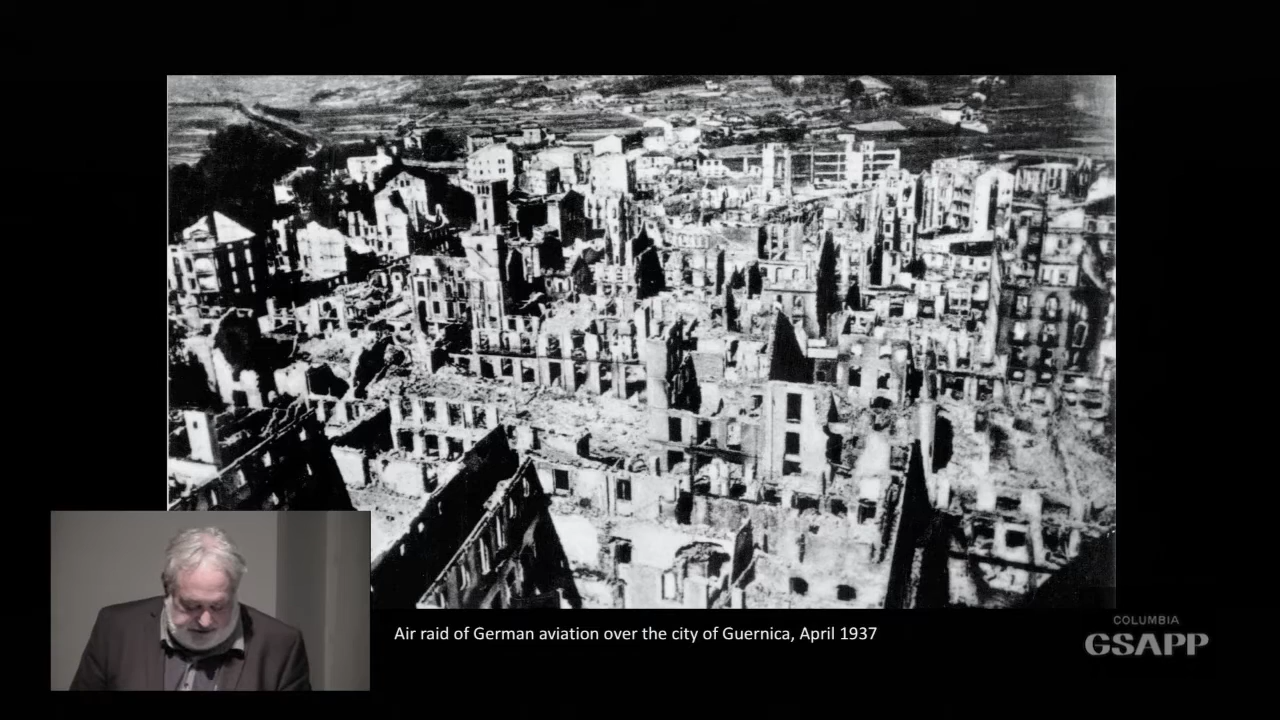 Air raid of German aviation over the city of Guernica, April 1937
COLUMBIA
GSAPP